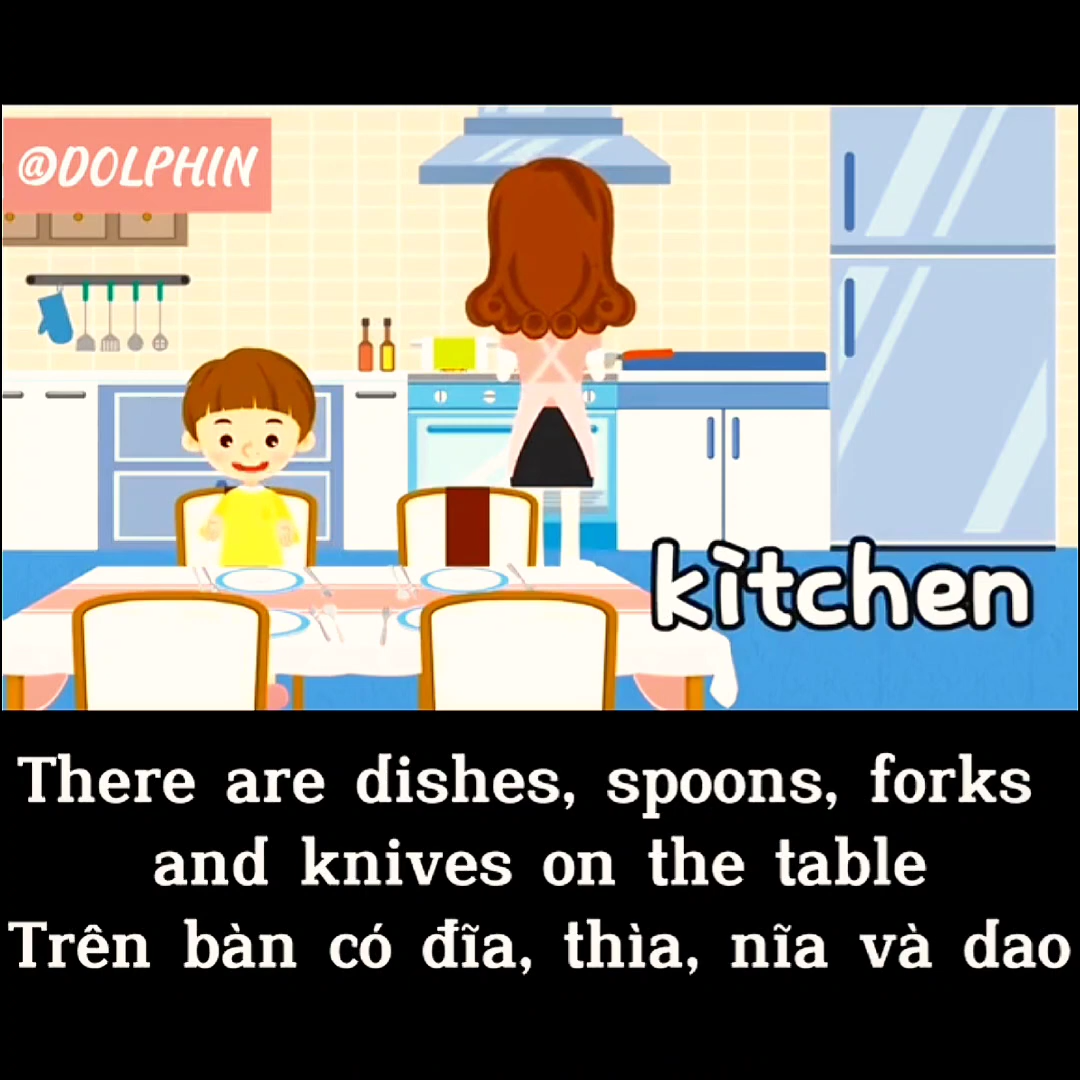 @DOLPHIN
kìtchen
There are dishes, spoons, forks
and knives on the table
Trên bàn có đĩa, thìa, nĩa và dao